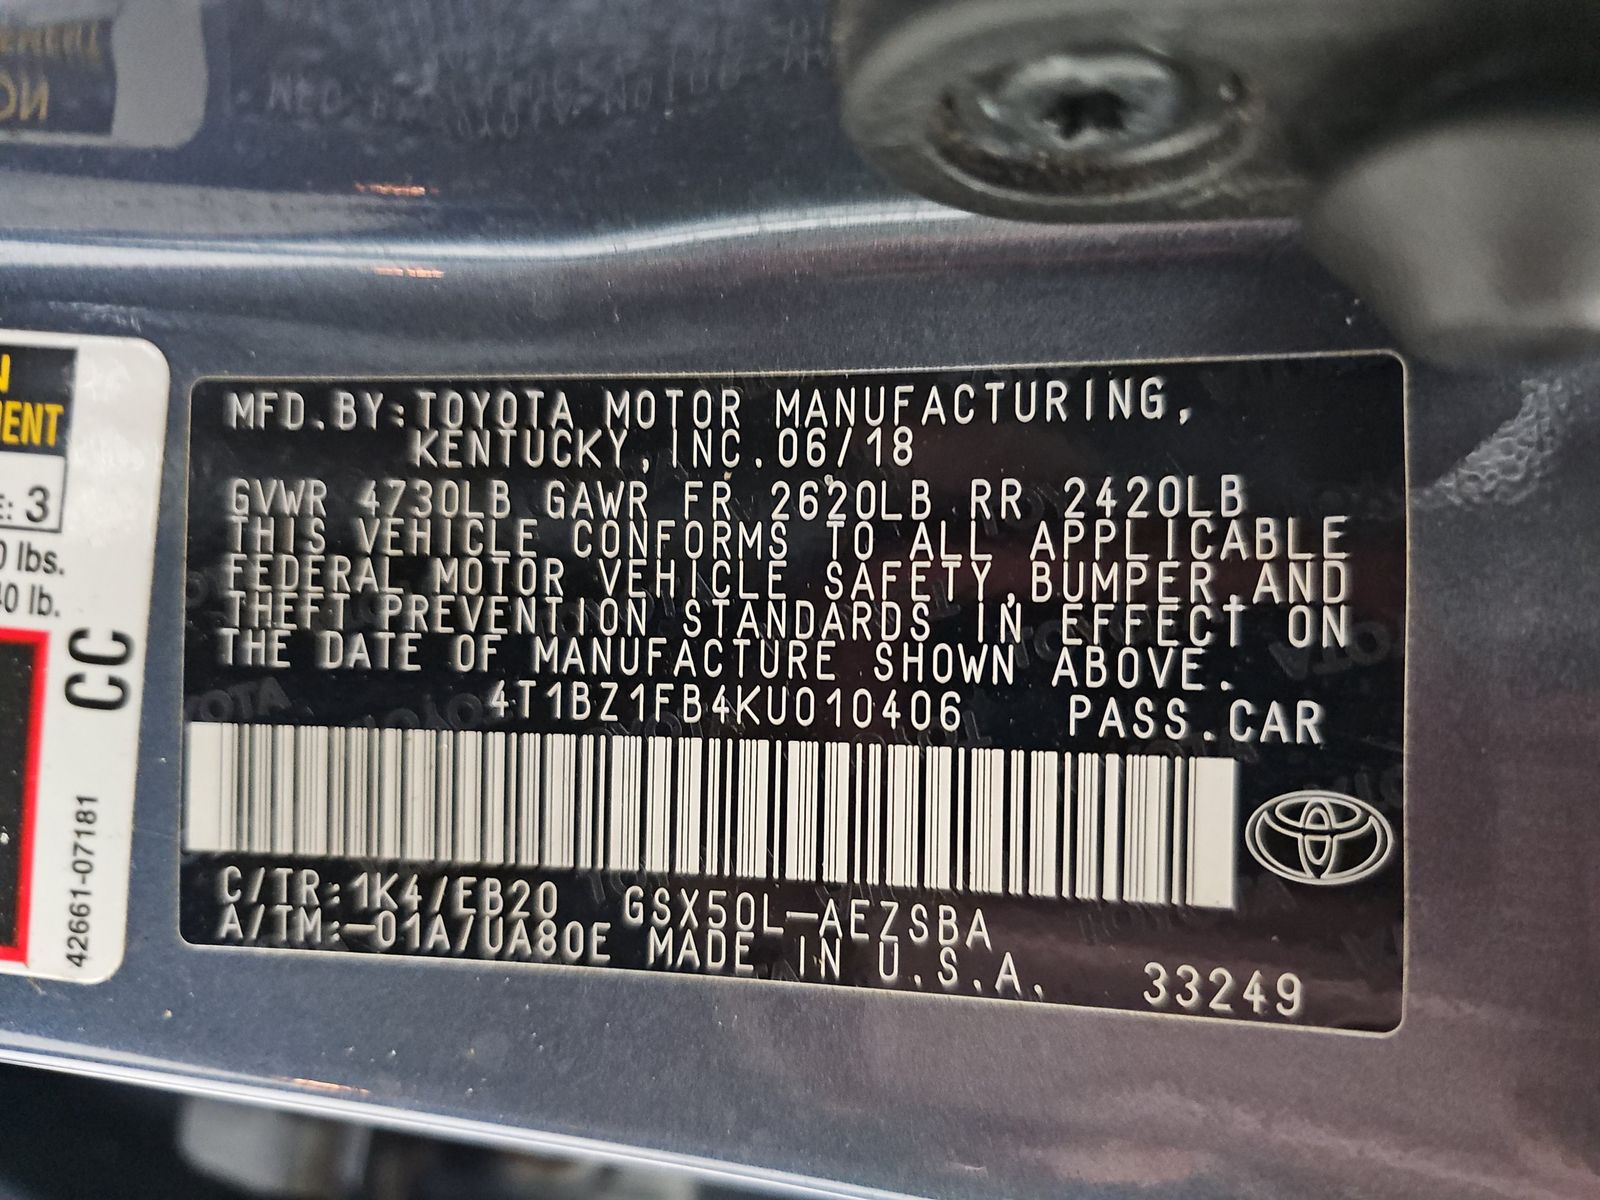 N
ENT
E: 3
0 lbs.
40 lb.
CC
42661-07181
MFD.BY:TOYOTA MOTOR MANUFACTURING,
KENTUCKY,INC.06/18
GVWR 4730LB GAWR FR 2620LB RR 2420LB
THIS VEHICLE CONFORMS TO ALL APPLICABLE
FEDERAL MOTOR VEHICLE SAFETY,BUMPER,AND
THEFT PREVENTION STANDARDS IN EFFECT ON
THE DATE OF MANUFACTURE SHOWN ABOVE.
4T1BZ1FB4KU010406 PASS.CAR
C/TR:1K4/EB20 GSX50L-AEZSBA
A/TM:-01A/UA80E MADE IN U.S.A. 33249